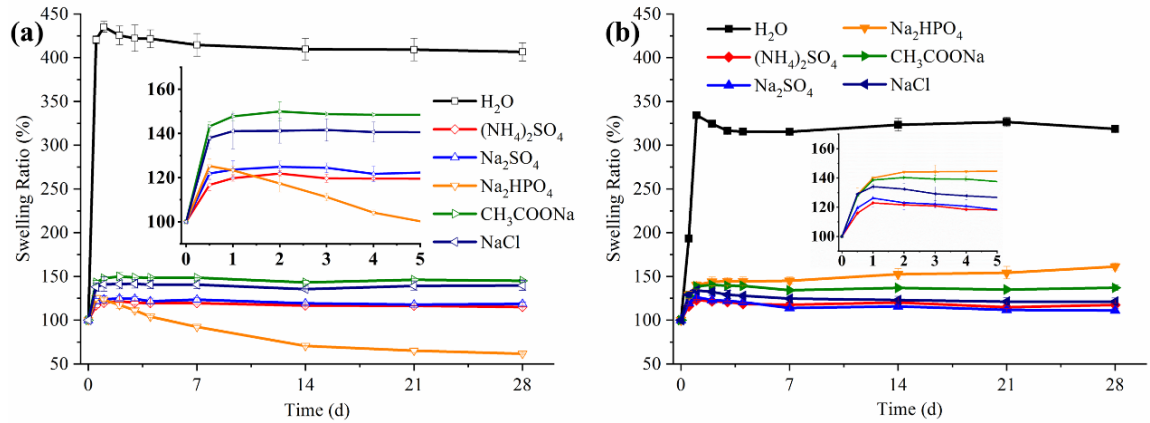 (a)
Swelling Ratio (%)
450
400
350
300
250
200
150
100
50
0
7
14
21
28
Time (d)
160
140
120
100
0
1
2
3
4
5
H₂O
(NH₄)₂SO₄
Na₂SO₄
Na₂HPO₄
CH₃COONa
NaCl
(b)
Swelling Ratio (%)
450
400
350
300
250
200
150
100
50
0
7
14
21
28
Time (d)
H₂O
(NH₄)₂SO₄
Na₂SO₄
Na₂HPO₄
CH₃COONa
NaCl
160
140
120
100
0
1
2
3
4
5